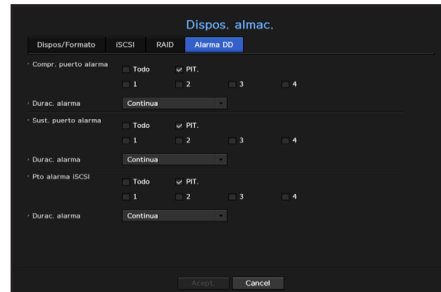 Dispos. almac.
Dispos/Formato iSCSI RAID Alarma DD
Compr. puerto alarma
Todo PIT.
1 2 3 4
Durac. alarma Continua
Sust. puerto alarma
Todo PIT.
1 2 3 4
Durac. alarma Continua
Pto alarma iSCSI
Todo PIT.
1 2 3 4
Durac. alarma Continua
Acept. Cancel